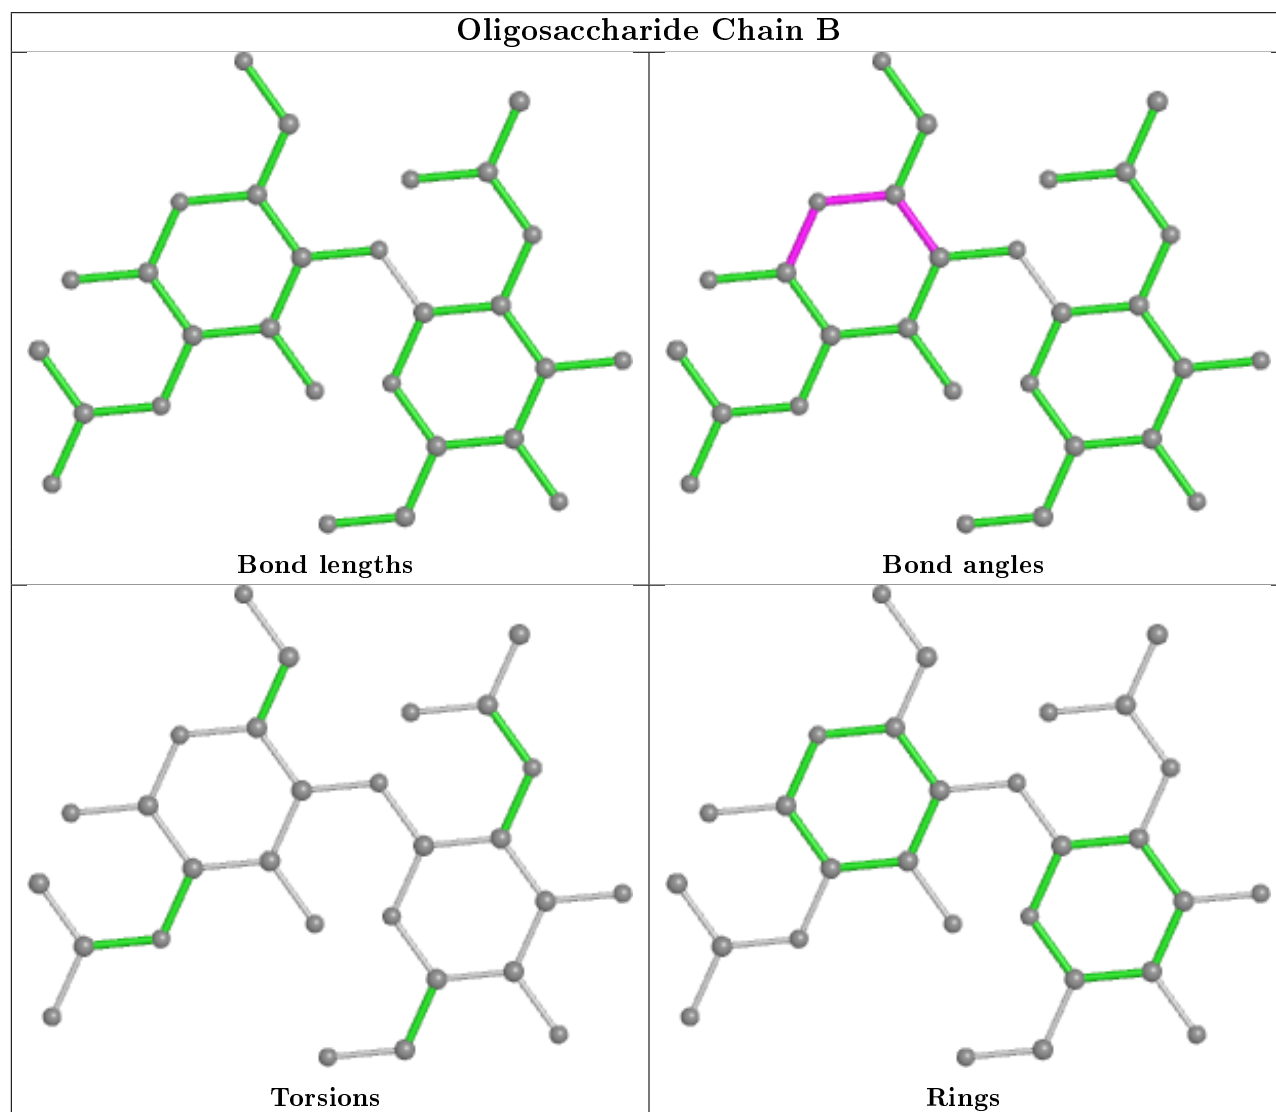 Oligosaccharide Chain B
Bond lengths
Bond angles
Torsions
Rings